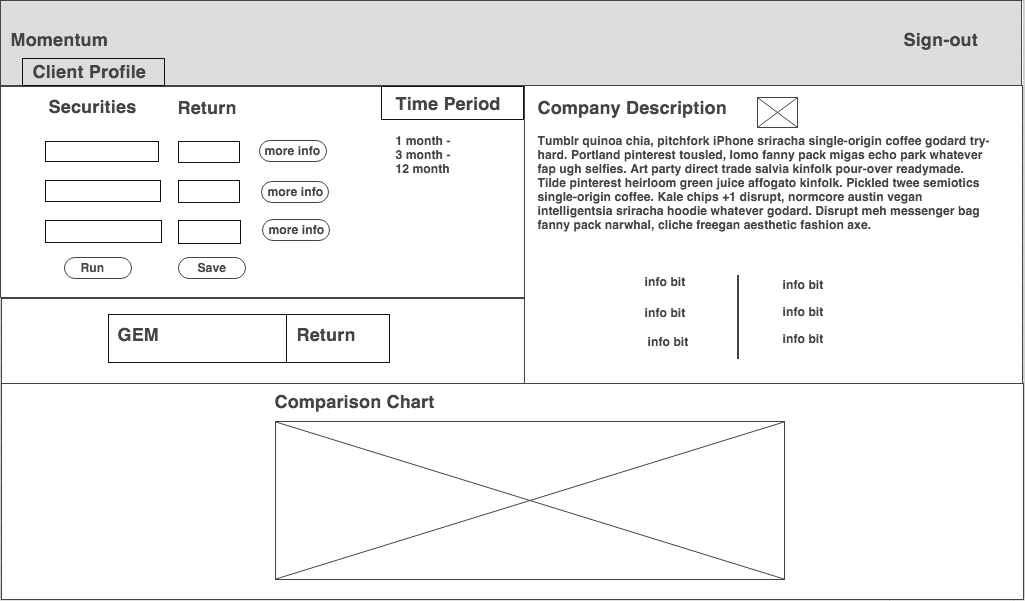 Momentum
Sign-out
Client Profile
Securities
Return
Time Period
1 month -
3 month -
12 month
more info
more info
more info
Run
Save
GEM
Return
Company Description
Tumblr quinoa chia, pitchfork iPhone sriracha single-origin coffee godard try-
hard. Portland pinterest tousled, lomo fanny pack migas echo park whatever
fap ugh selfies. Art party direct trade salvia kinfolk pour-over readymade.
Tilde pinterest heirloom green juice affogato kinfolk. Pickled twee semiotics
single-origin coffee. Kale chips +1 disrupt, normcore austin vegan
intelligentsia sriracha hoodie whatever godard. Disrupt meh messenger bag
fanny pack narwhal, cliche freegan aesthetic fashion axe.
info bit
info bit
info bit
info bit
info bit
info bit
Comparison Chart